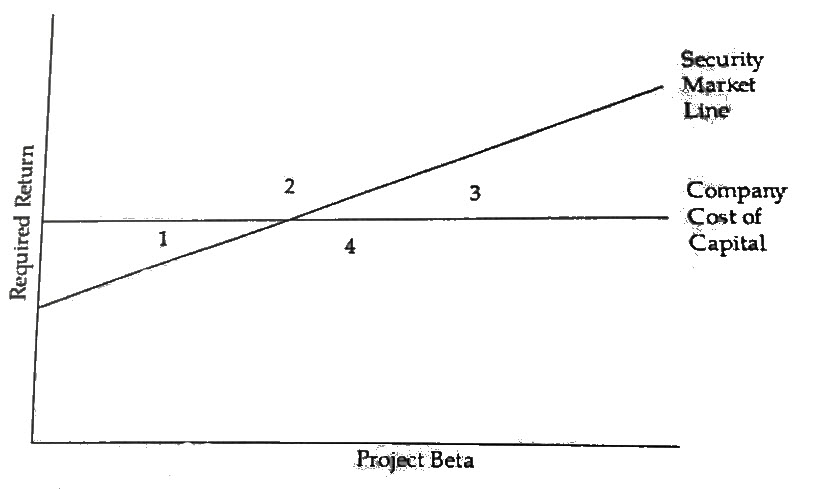 Security
Market
Line
Required Return
2
3
Company
Cost of
Capital
1
4
Project Beta